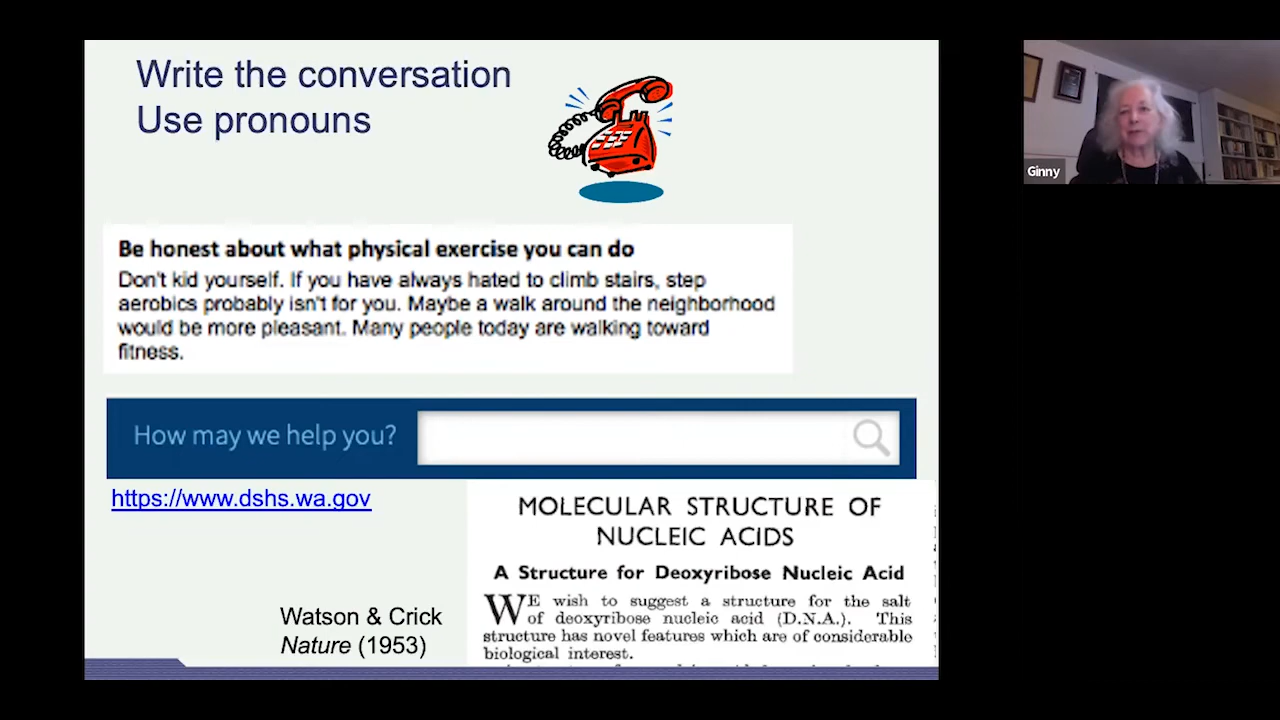 Write the conversation
Use pronouns
Ginny
Be honest about what physical exercise you can do
Don't kid yourself. If you have always hated to climb stairs, step
aerobics probably isn't for you. Maybe a walk around the neighborhood
would be more pleasant. Many people today are walking toward
fitness.
How may we help you?
https://www.dshs.wa.gov
MOLECULAR STRUCTURE OF
NUCLEIC ACIDS
A Structure for Deoxyribose Nucleic Acid
WE wish to suggest a structure for the salt
of deoxyribose nucleic acid (D.N.A.). This
structure has novel features which are of considerable
biological interest.
Watson & Crick
Nature (1953)